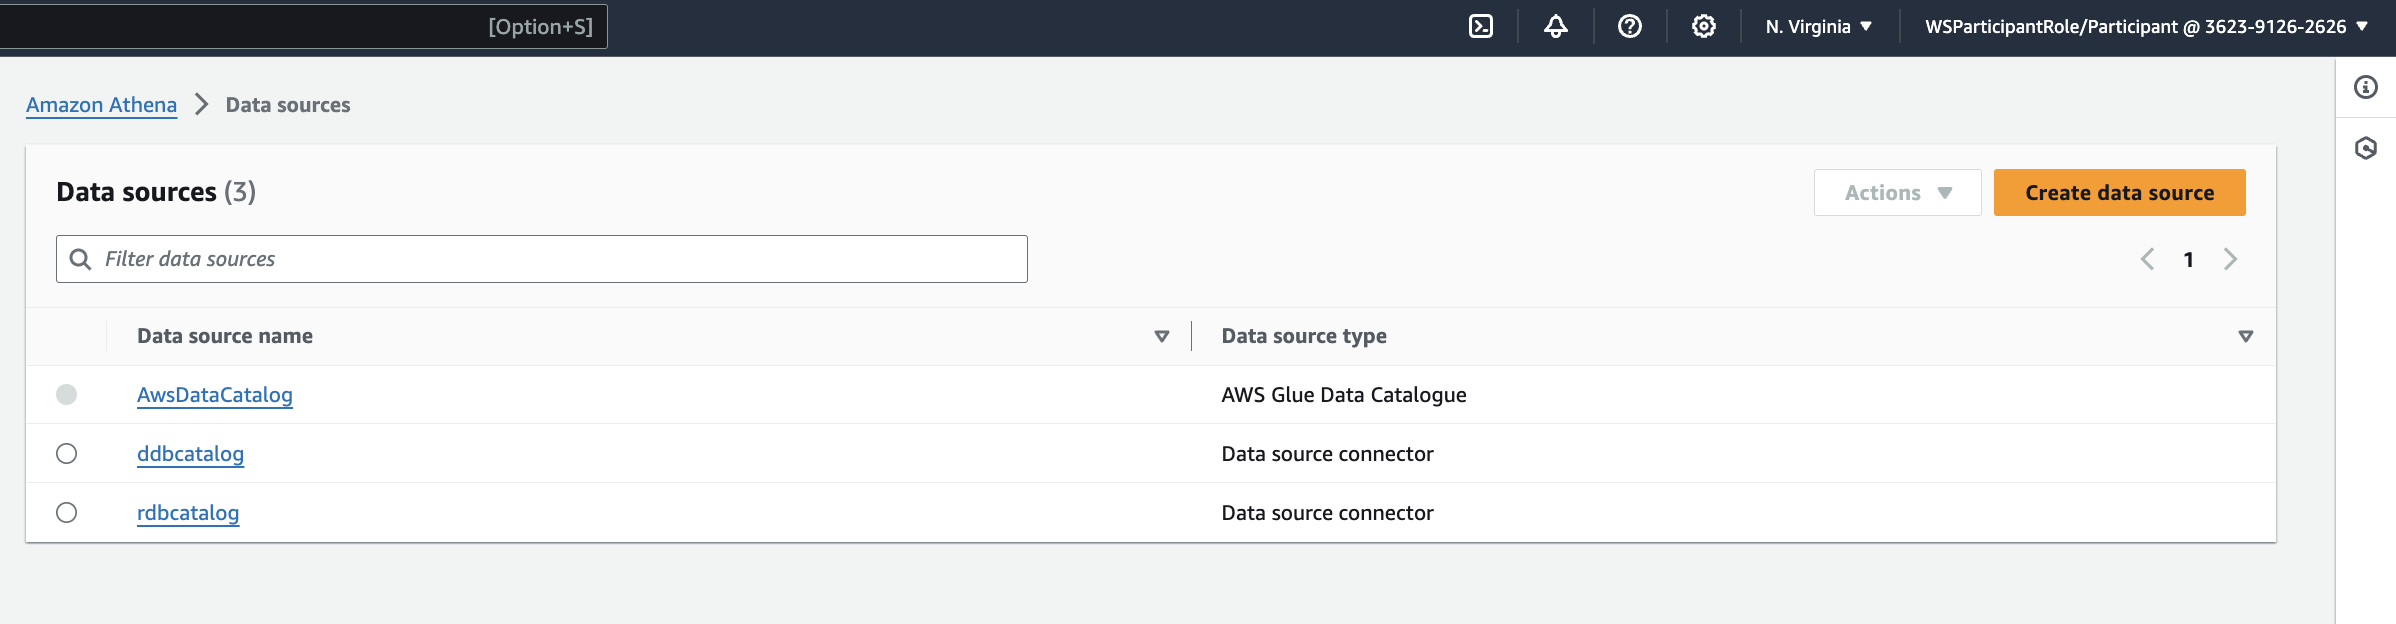 [Option+S]
N. Virginia
WSParticipantRole/Participant @ 3623-9126-2626
Amazon Athena
Data sources
Data sources (3)
Actions
Create data source
Filter data sources
1
Data source name
Data source type
AwsDataCatalog
AWS Glue Data Catalogue
ddbcatalog
Data source connector
rdbcatalog
Data source connector